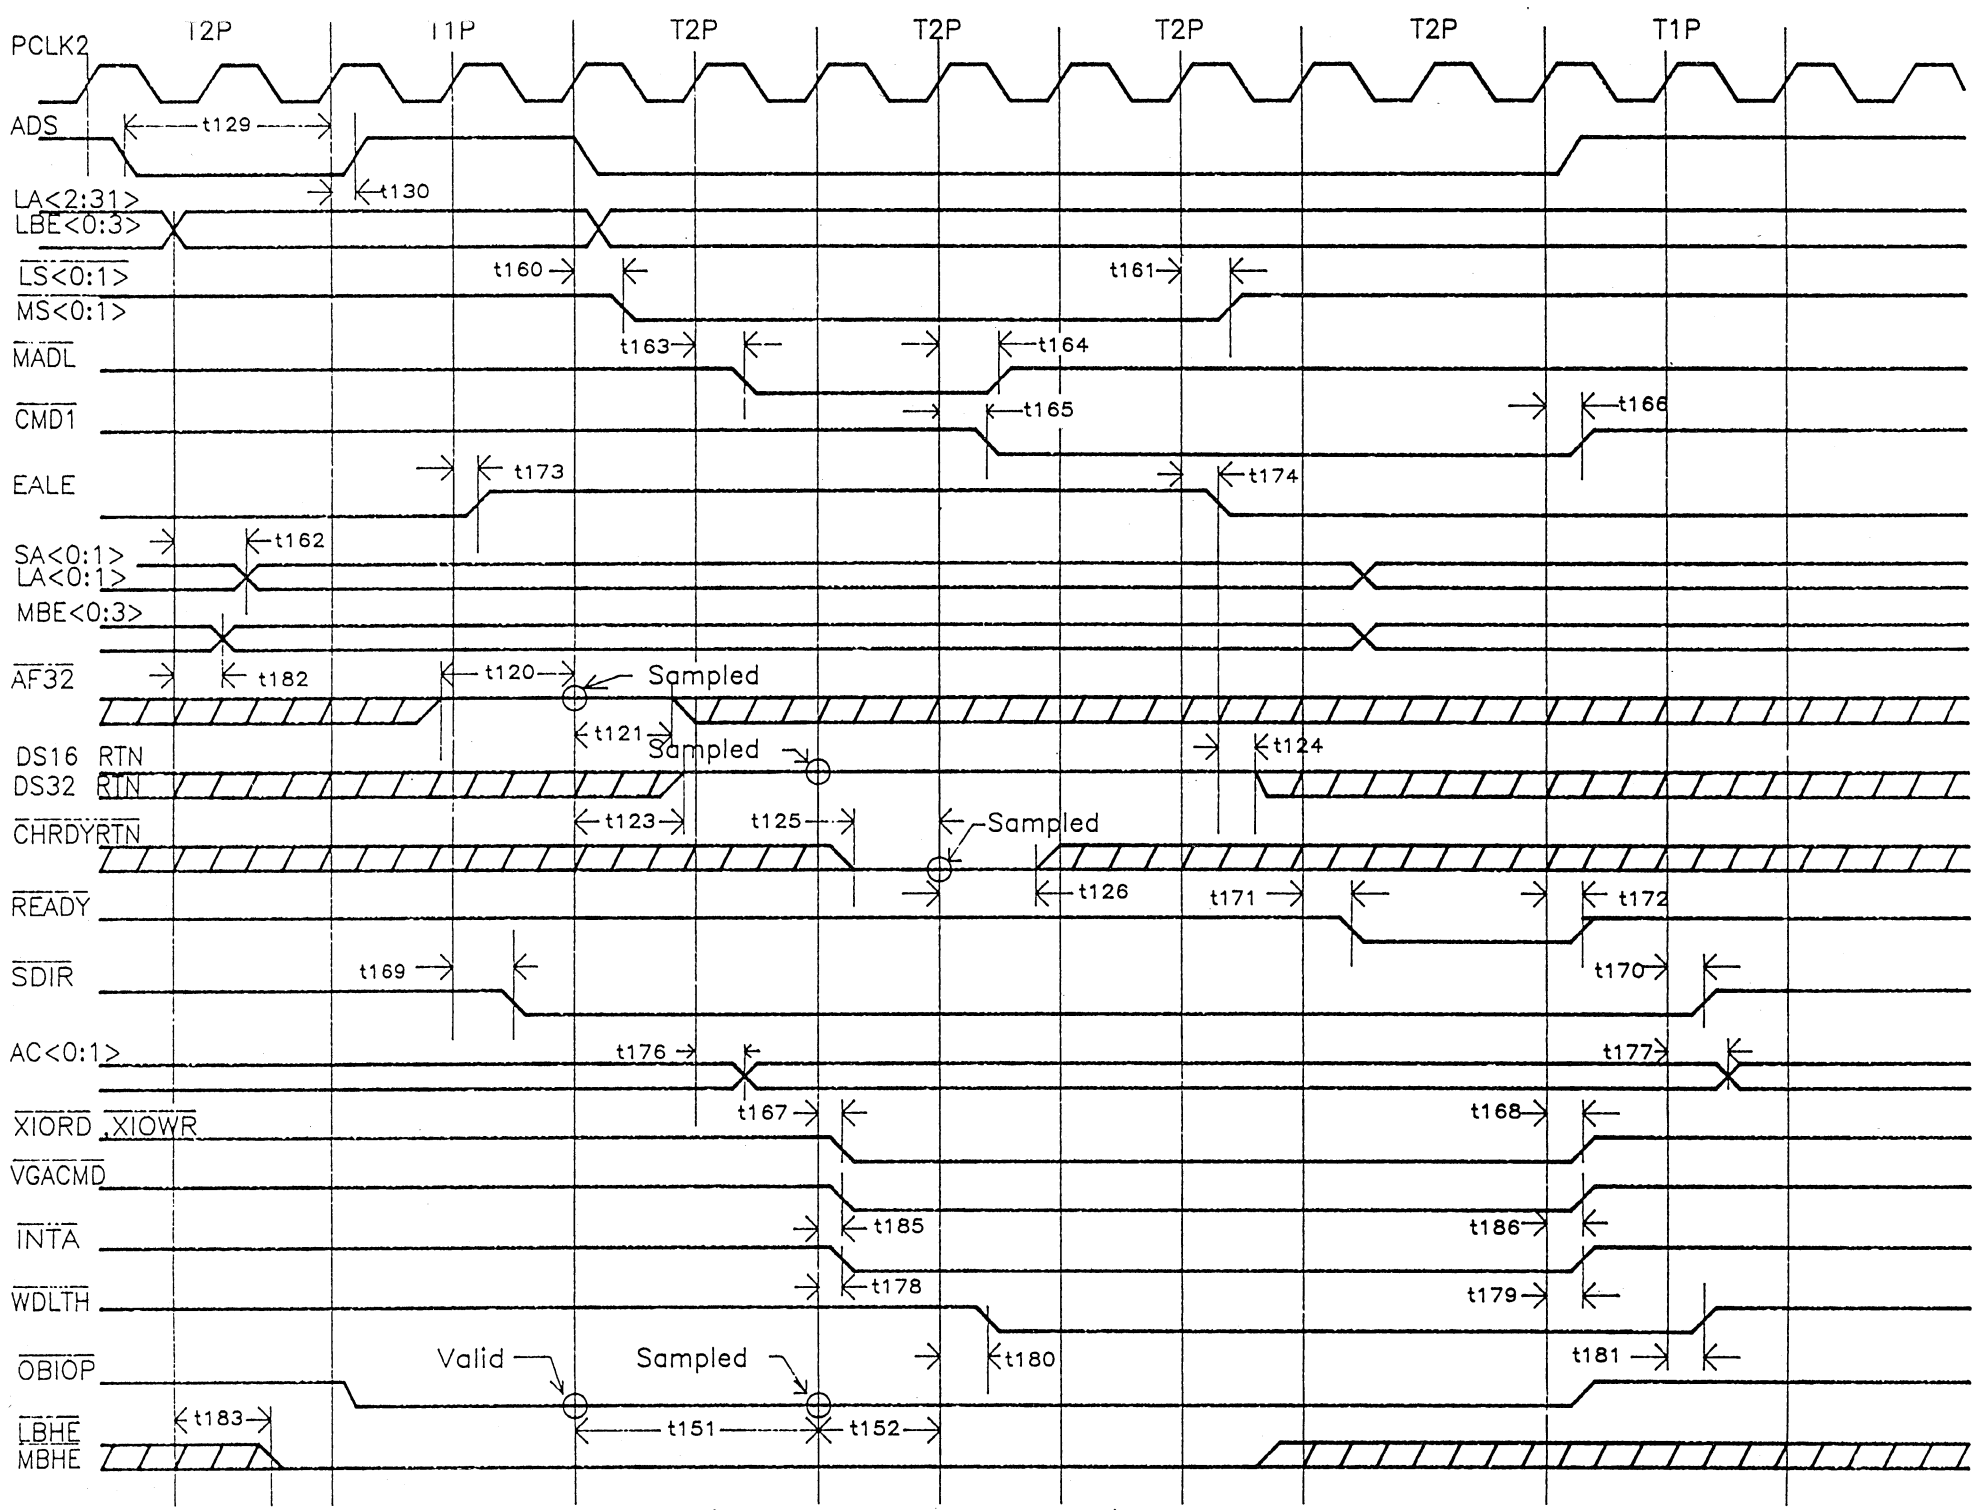 T2P T1P T2P T2P T2P T2P T1P
PCLK2
ADS
t129
t130
LA<2:31>
LBE<0:3>
LS<0:1>
t160 t161
MS<0:1>
t163 t164
MADL
CMD1
t165 t166
EALE
t173 t174
SA<0:1>
t162
LA<0:1>
MBE<0:3>
AF32
t182 t120 Sampled
t121
DS16 RTN
Sampled t124
DS32 RTN
CHRDYRTN
t123 t125 Sampled
READY
t126 t171 t172
SDIR
t169 t170
AC<0:1>
t176 t177
XIORD ,XIOWR
t167 t168
VGACMD
INTA
t185 t186
WDLTH
t178 t179
OBIOP
Valid Sampled t180 t181
LBHE
t183 t151 t152
MBHE